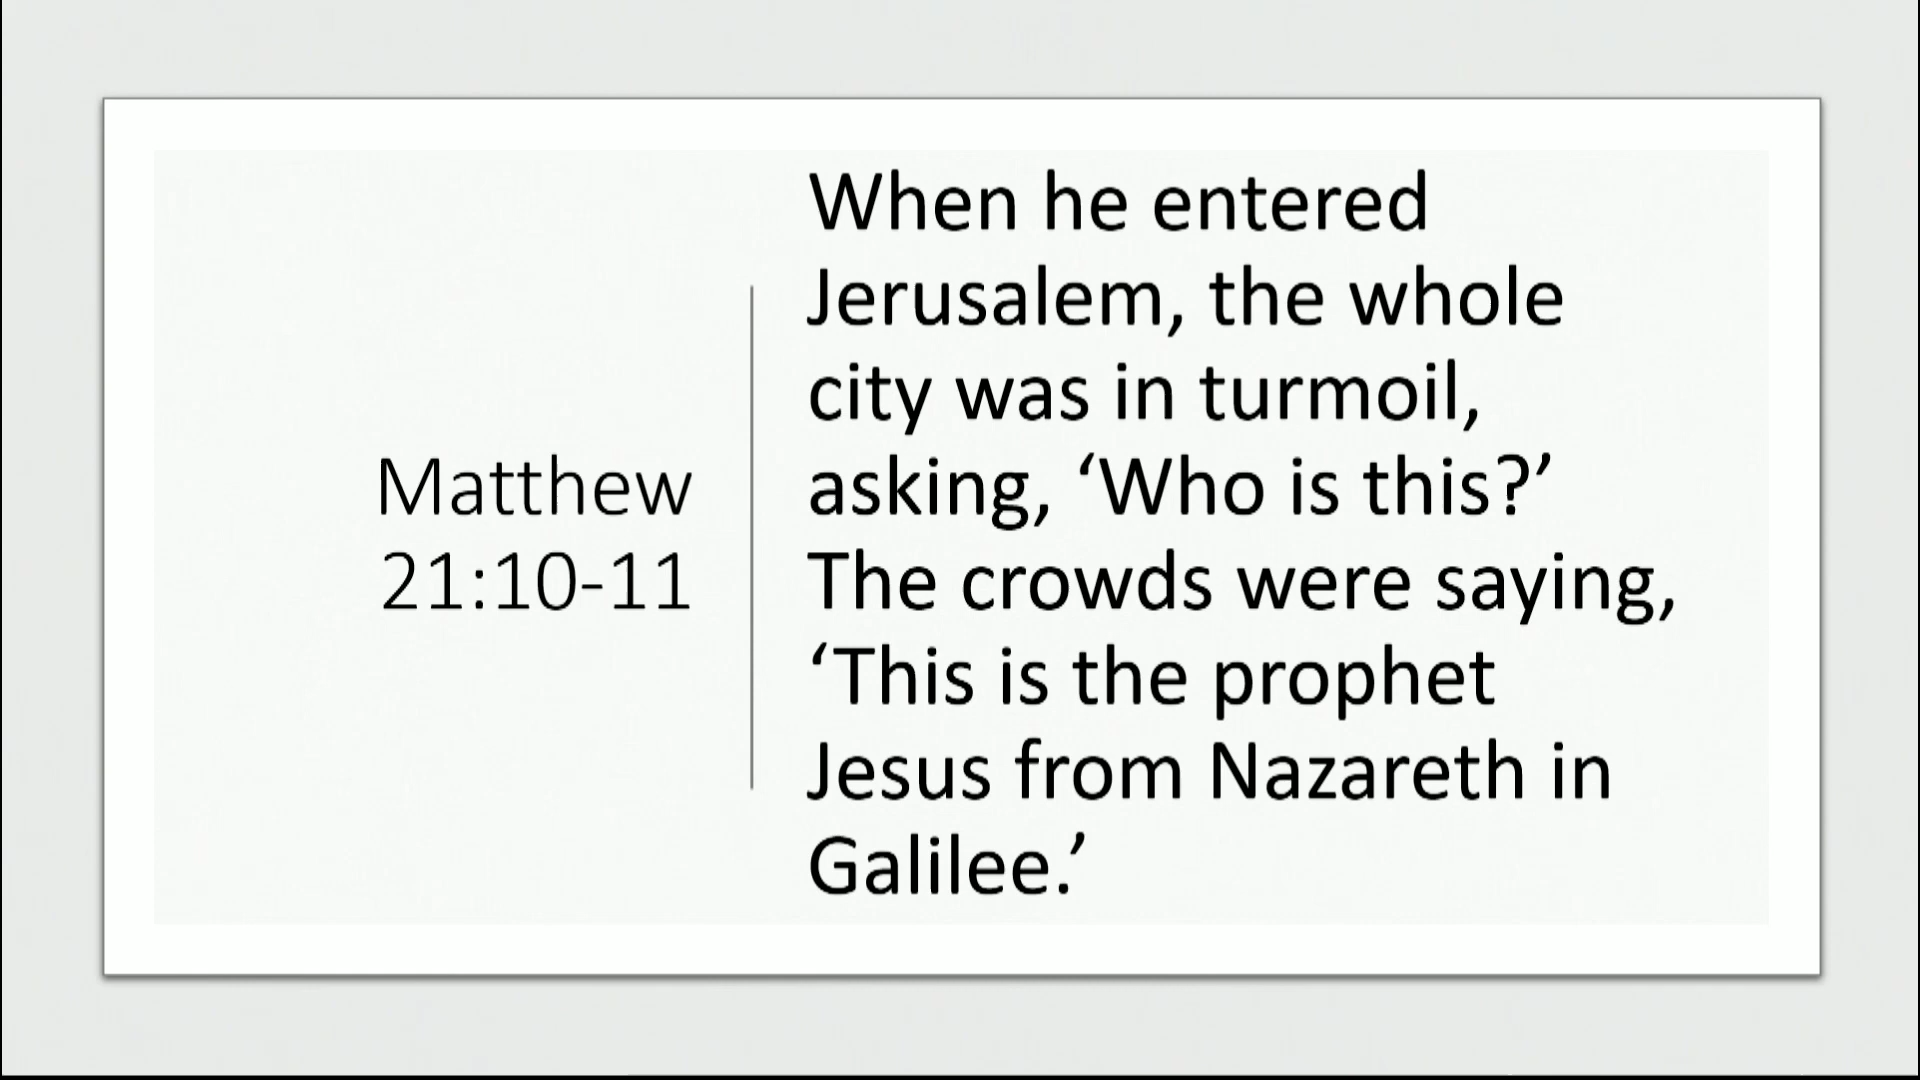 Matthew
21:10-11
When he entered
Jerusalem, the whole
city was in turmoil,
asking, ‘Who is this?’
The crowds were saying,
‘This is the prophet
Jesus from Nazareth in
Galilee.’